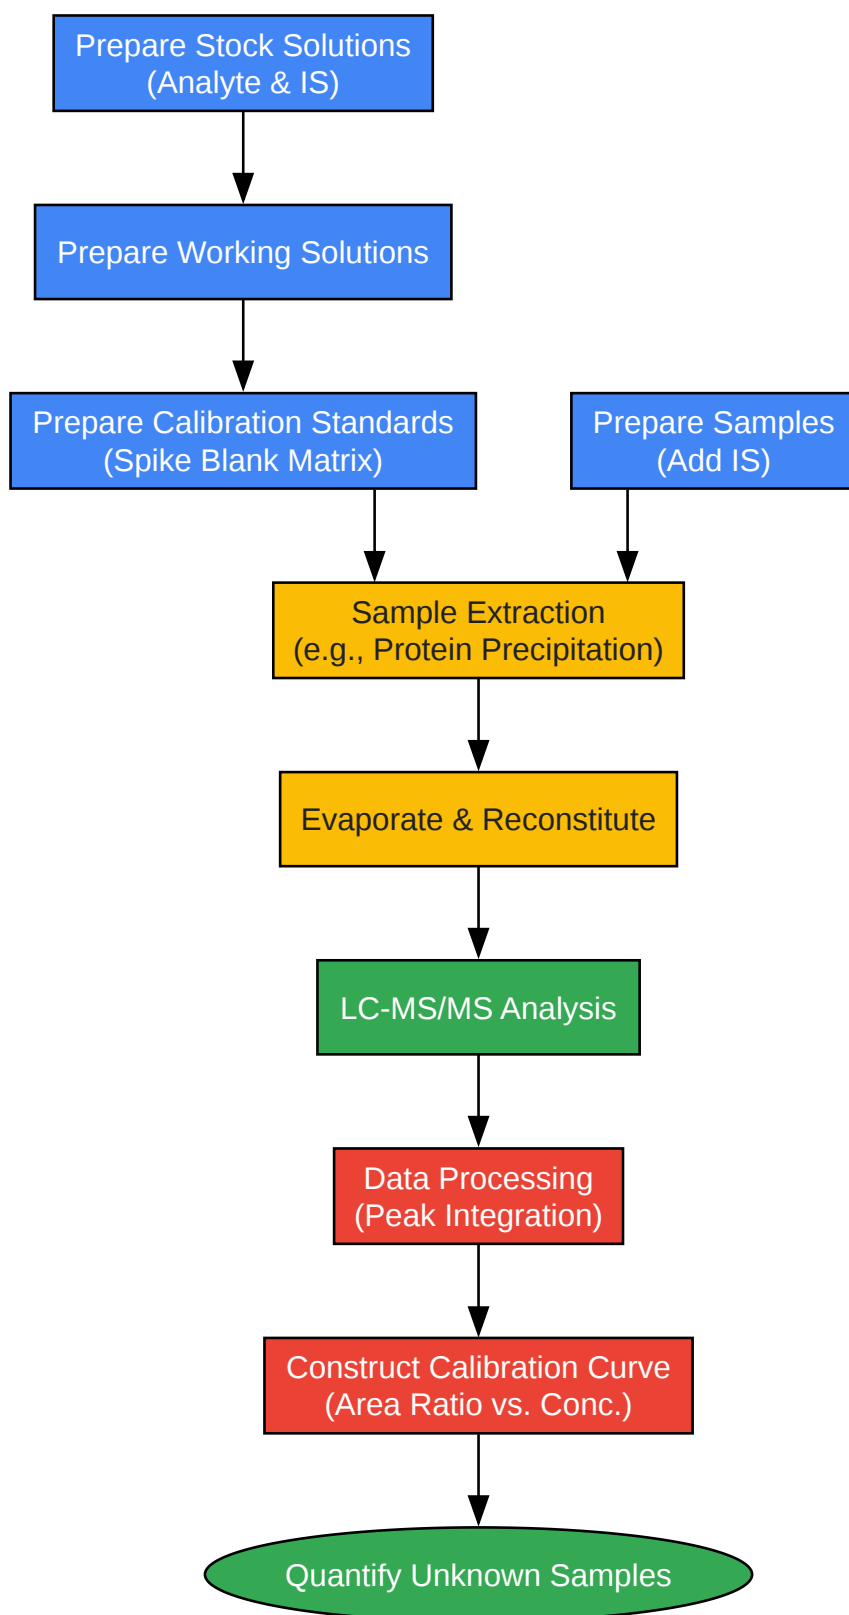 Prepare Stock Solutions
(Analyte & IS)
Prepare Working Solutions
Prepare Calibration Standards
(Spike Blank Matrix)
Prepare Samples
(Add IS)
Sample Extraction
(e.g., Protein Precipitation)
Evaporate & Reconstitute
LC-MS/MS Analysis
Data Processing
(Peak Integration)
Construct Calibration Curve
(Area Ratio vs. Conc.)
Quantify Unknown Samples